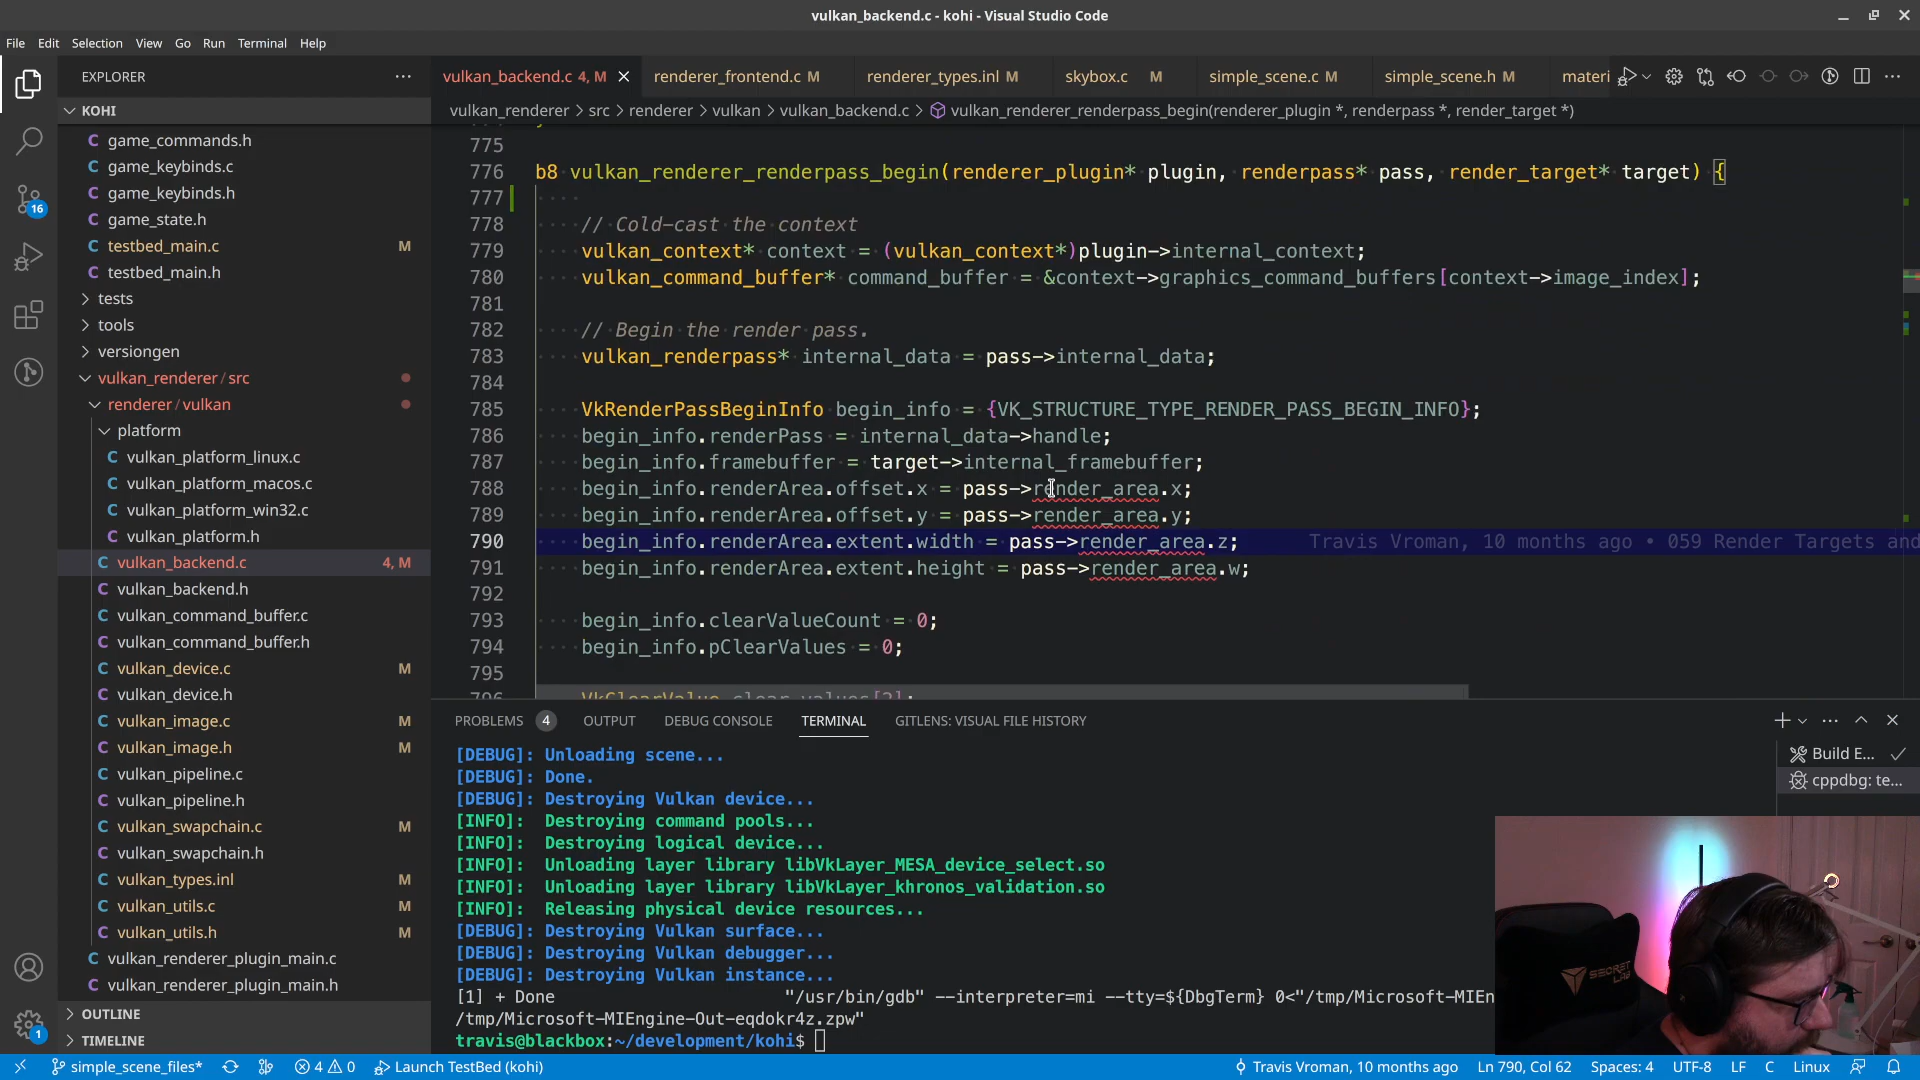 vulkan_backend.c - kohi - Visual Studio Code
File Edit Selection View Go Run Terminal Help
EXPLORER
vulkan_backend.c 4, M
renderer_frontend.c M
renderer_types.inl M
skybox.c M
simple_scene.c M
simple_scene.h M
materi
KOHI
vulkan_renderer > src > renderer > vulkan > vulkan_backend.c > vulkan_renderer_renderpass_begin(renderer_plugin *, renderpass *, render_target *)
C game_commands.h
C game_keybinds.c
C game_keybinds.h
C game_state.h
C testbed_main.c M
C testbed_main.h
tests
tools
versiongen
vulkan_renderer / src
renderer / vulkan
platform
C vulkan_platform_linux.c
C vulkan_platform_macos.c
C vulkan_platform_win32.c
C vulkan_platform.h
C vulkan_backend.c 4, M
C vulkan_backend.h
C vulkan_command_buffer.c
C vulkan_command_buffer.h
C vulkan_device.c M
C vulkan_device.h
C vulkan_image.c M
C vulkan_image.h M
C vulkan_pipeline.c
C vulkan_pipeline.h
C vulkan_swapchain.c M
C vulkan_swapchain.h
C vulkan_types.inl M
C vulkan_utils.c M
C vulkan_utils.h M
C vulkan_renderer_plugin_main.c
C vulkan_renderer_plugin_main.h
OUTLINE
TIMELINE
16
1
775
776 b8 vulkan_renderer_renderpass_begin(renderer_plugin* plugin, renderpass* pass, render_target* target) {
777
778 // Cold-cast the context
779 vulkan_context* context = (vulkan_context*)plugin->internal_context;
780 vulkan_command_buffer* command_buffer = &context->graphics_command_buffers[context->image_index];
781
782 // Begin the render pass.
783 vulkan_renderpass* internal_data = pass->internal_data;
784
785 VkRenderPassBeginInfo begin_info = {VK_STRUCTURE_TYPE_RENDER_PASS_BEGIN_INFO};
786 begin_info.renderPass = internal_data->handle;
787 begin_info.framebuffer = target->internal_framebuffer;
788 begin_info.renderArea.offset.x = pass->render_area.x;
789 begin_info.renderArea.offset.y = pass->render_area.y;
790 begin_info.renderArea.extent.width = pass->render_area.z; Travis Vroman, 10 months ago • 059 Render Targets and
791 begin_info.renderArea.extent.height = pass->render_area.w;
792
793 begin_info.clearValueCount = 0;
794 begin_info.pClearValues = 0;
795
796 VkClearValue clear_values[2];
PROBLEMS 4 OUTPUT DEBUG CONSOLE TERMINAL GITLENS: VISUAL FILE HISTORY
[DEBUG]: Unloading scene...
[DEBUG]: Done.
[DEBUG]: Destroying Vulkan device...
[INFO]: Destroying command pools...
[INFO]: Destroying logical device...
[INFO]: Unloading layer library libVkLayer_MESA_device_select.so
[INFO]: Unloading layer library libVkLayer_khronos_validation.so
[INFO]: Releasing physical device resources...
[DEBUG]: Destroying Vulkan surface...
[DEBUG]: Destroying Vulkan debugger...
[DEBUG]: Destroying Vulkan instance...
[1] + Done "/usr/bin/gdb" --interpreter=mi --tty=${DbgTerm} 0<"/tmp/Microsoft-MIEn
/tmp/Microsoft-MIEngine-Out-eqdokr4z.zpw"
travis@blackbox:~/development/kohi$
Build E...
cppdbg: te...
SECRET LAB
simple_scene_files* 4 0 Launch TestBed (kohi)
Travis Vroman, 10 months ago Ln 790, Col 62 Spaces: 4 UTF-8 LF C Linux